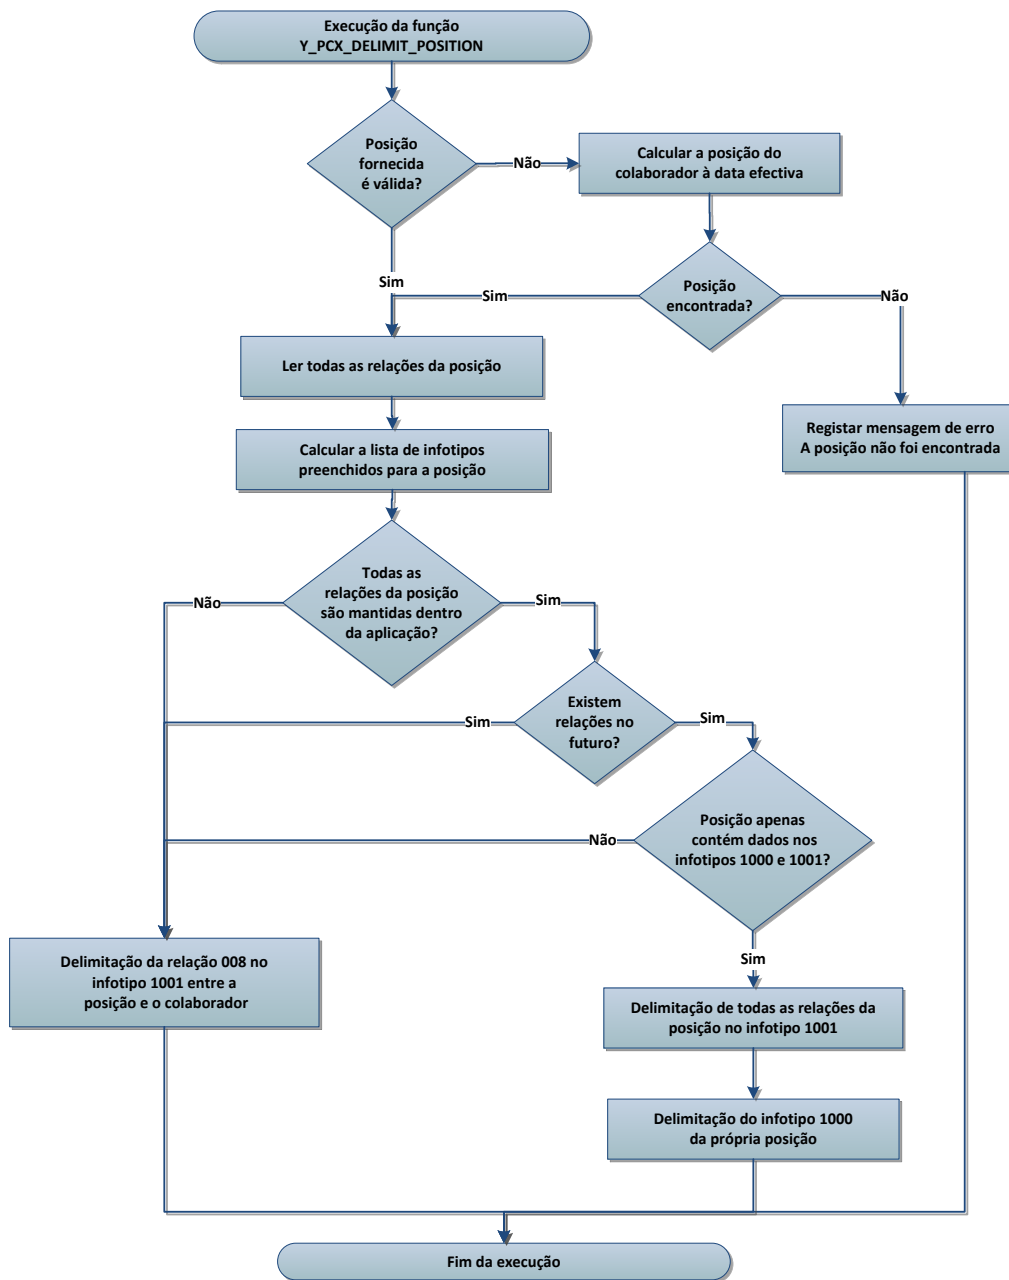 Execução da função
Y_PCX_DELIMIT_POSITION
Posição
fornecida
é válida?
Não
Calcular a posição do
colaborador à data efectiva
Sim
Posição
encontrada?
Sim
Não
Ler todas as relações da posição
Registar mensagem de erro
A posição não foi encontrada
Calcular a lista de infotipos
preenchidos para a posição
Todas as
relações da posição
são mantidas dentro
da aplicação?
Não
Sim
Existem
relações no
futuro?
Sim
Sim
Posição apenas
contém dados nos
infotipos 1000 e 1001?
Não
Sim
Delimitação da relação 008 no
infotipo 1001 entre a
posição e o colaborador
Delimitação de todas as relações da
posição no infotipo 1001
Delimitação do infotipo 1000
da própria posição
Fim da execução